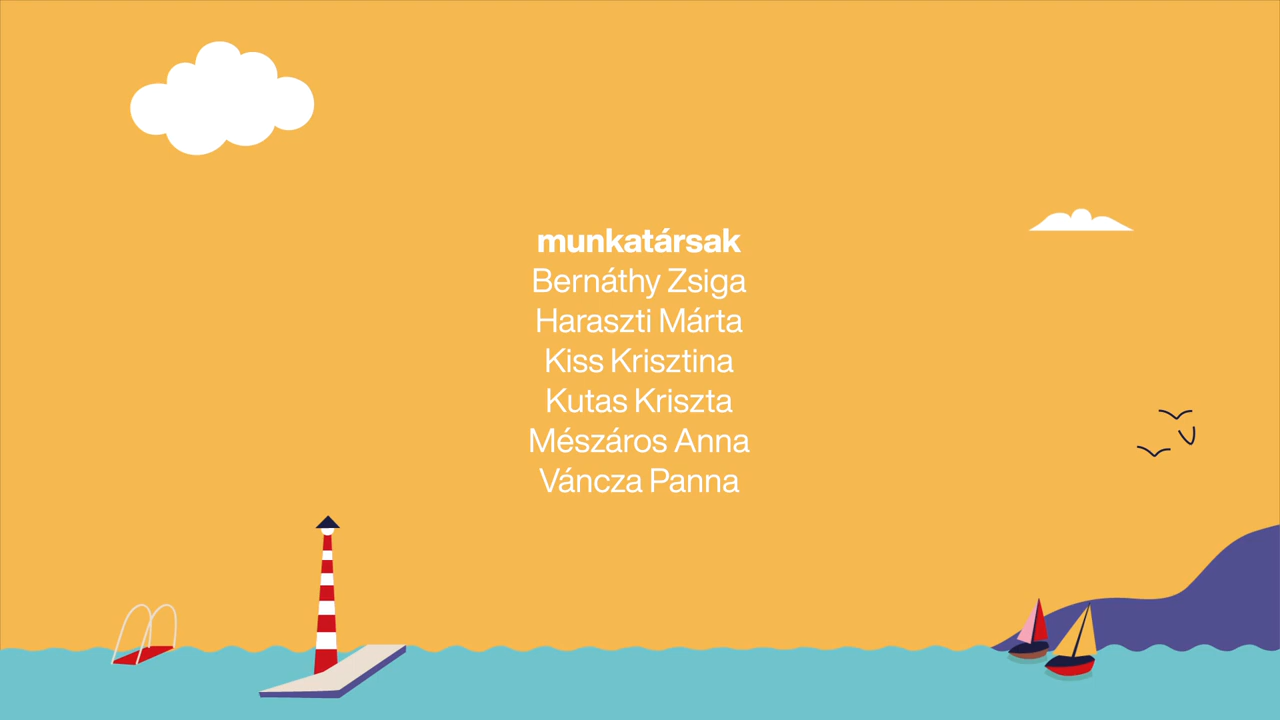 munkatársak
Bernáthy Zsiga
Haraszti Márta
Kiss Krisztina
Kutas Kriszta
Mészáros Anna
Váncza Panna